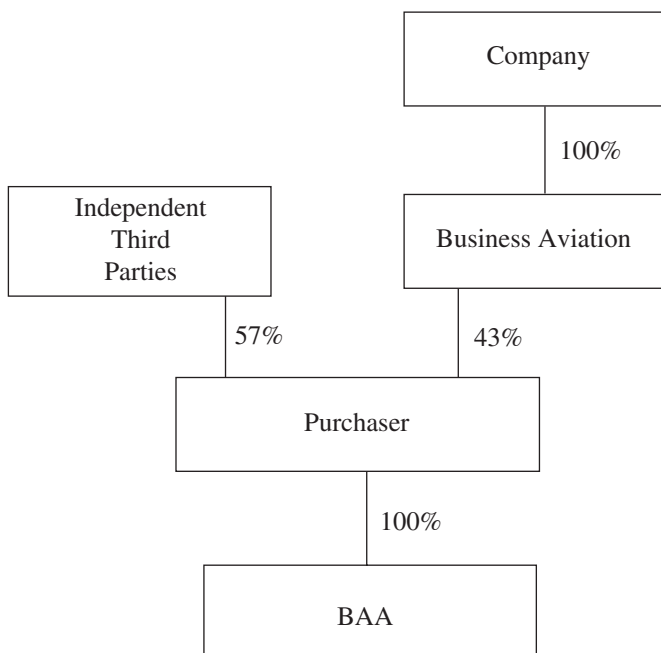 Company
100%
Independent
Third
Parties
Business Aviation
57%
43%
Purchaser
100%
BAA